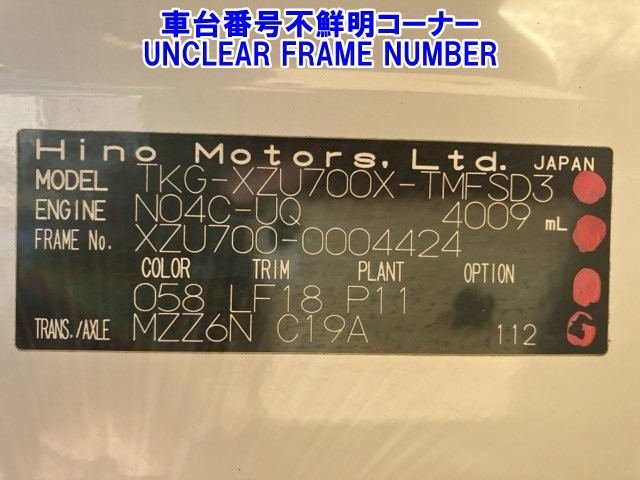 車台番号不鮮明コーナー
UNCLEAR FRAME NUMBER
Hino Motors, Ltd. JAPAN
MODEL TKG-XZU700X-TMFSD3
ENGINE N04C-UQ 4009 mL
FRAME No. XZU700-0004424
COLOR TRIM PLANT OPTION
058 LF18 P11
TRANS./AXLE MZZ6N C19A 112